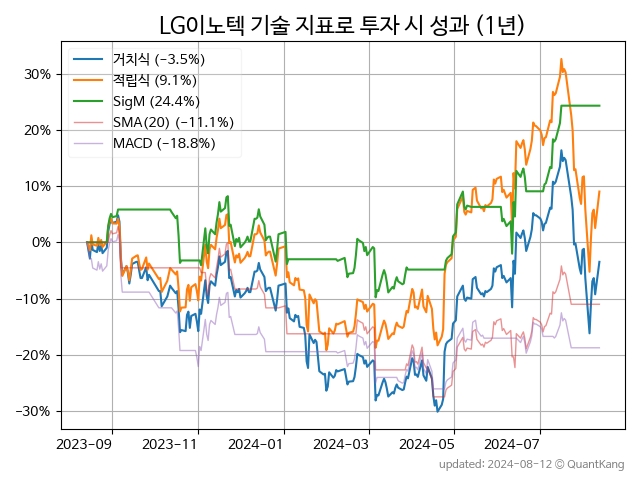 LG이노텍 기술 지표로 투자 시 성과 (1년)
거치식 (−3.5%)
적립식 (9.1%)
SigM (24.4%)
SMA(20) (−11.1%)
MACD (−18.8%)
30%
20%
10%
0%
−10%
−20%
−30%
2023-09
2023-11
2024-01
2024-03
2024-05
2024-07
updated: 2024-08-12 © QuantKang